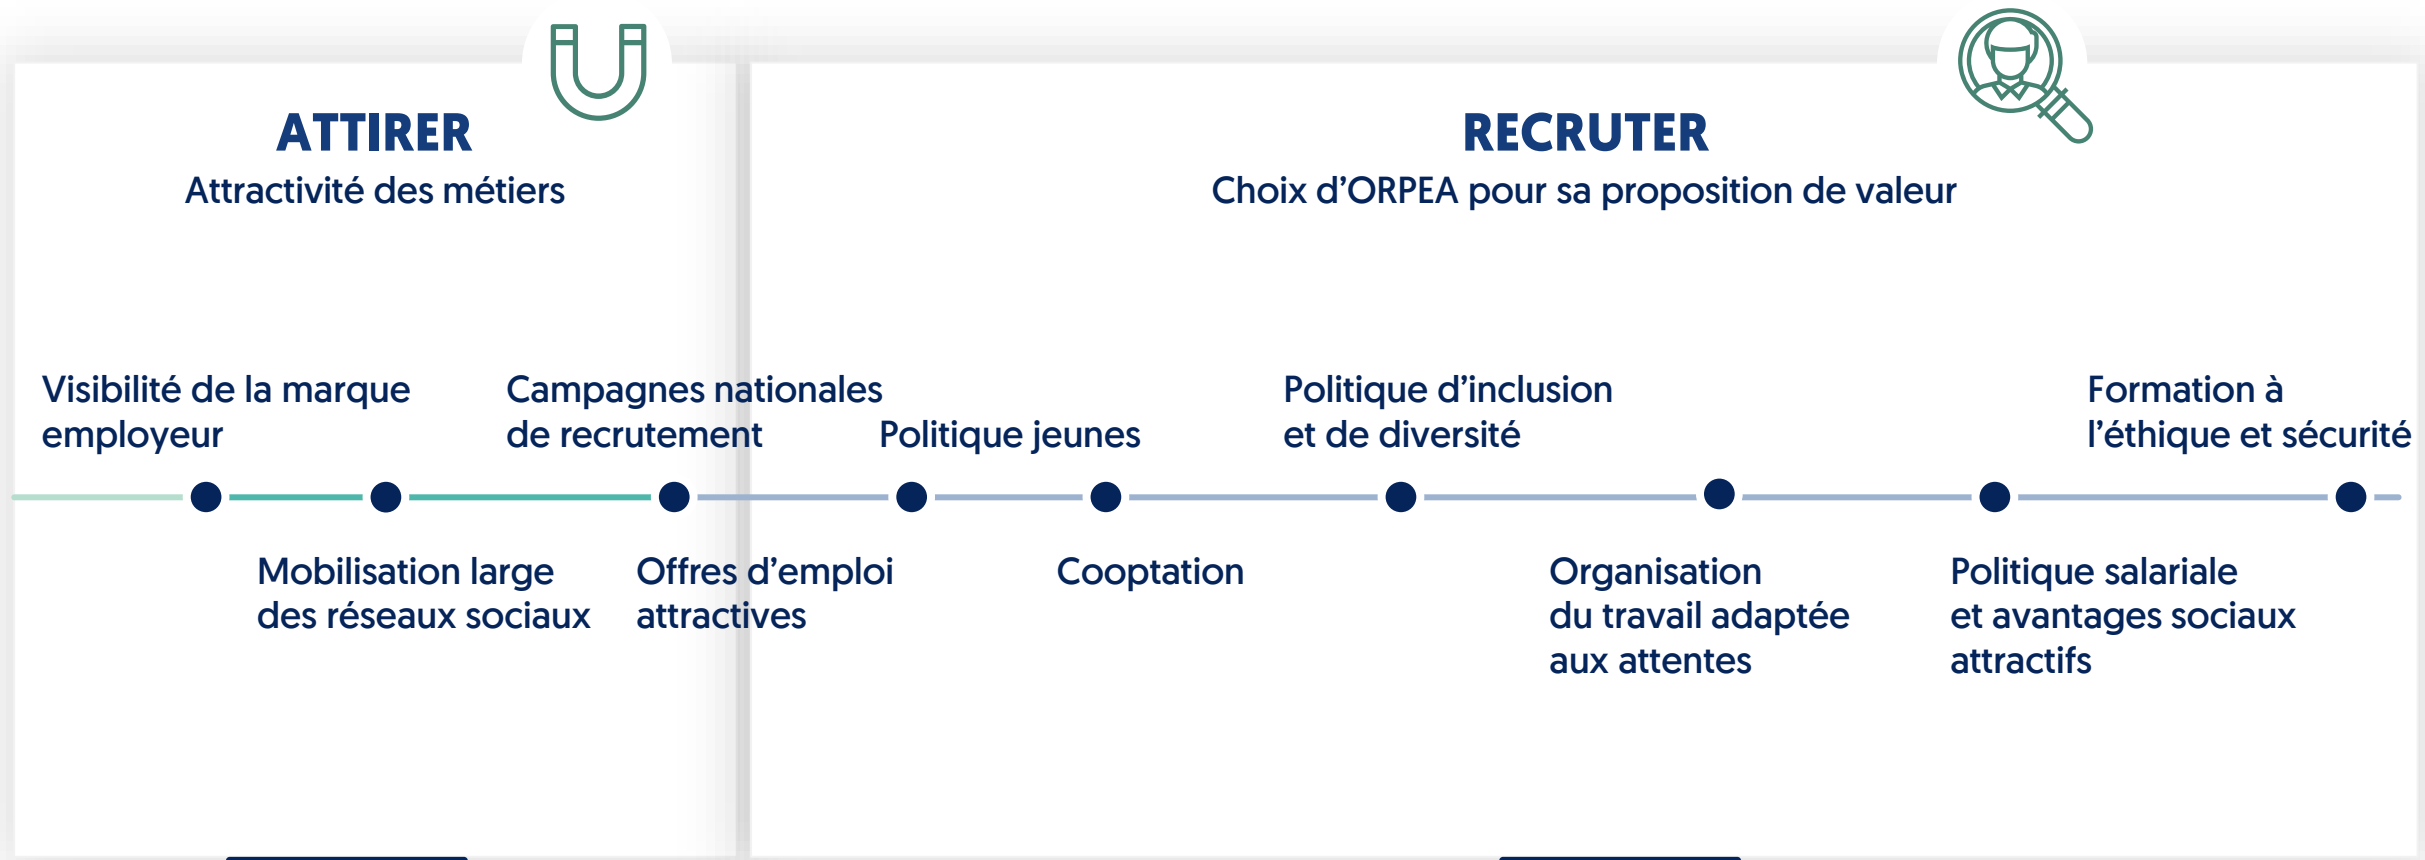 ATTIRER
Attractivité des métiers
RECRUTER
Choix d’ORPEA pour sa proposition de valeur
Visibilité de la marque
employeur
Campagnes nationales
de recrutement
Politique jeunes
Politique d’inclusion
et de diversité
Formation à
l’éthique et sécurité
Mobilisation large
des réseaux sociaux
Offres d’emploi
attractives
Cooptation
Organisation
du travail adaptée
aux attentes
Politique salariale
et avantages sociaux
attractifs